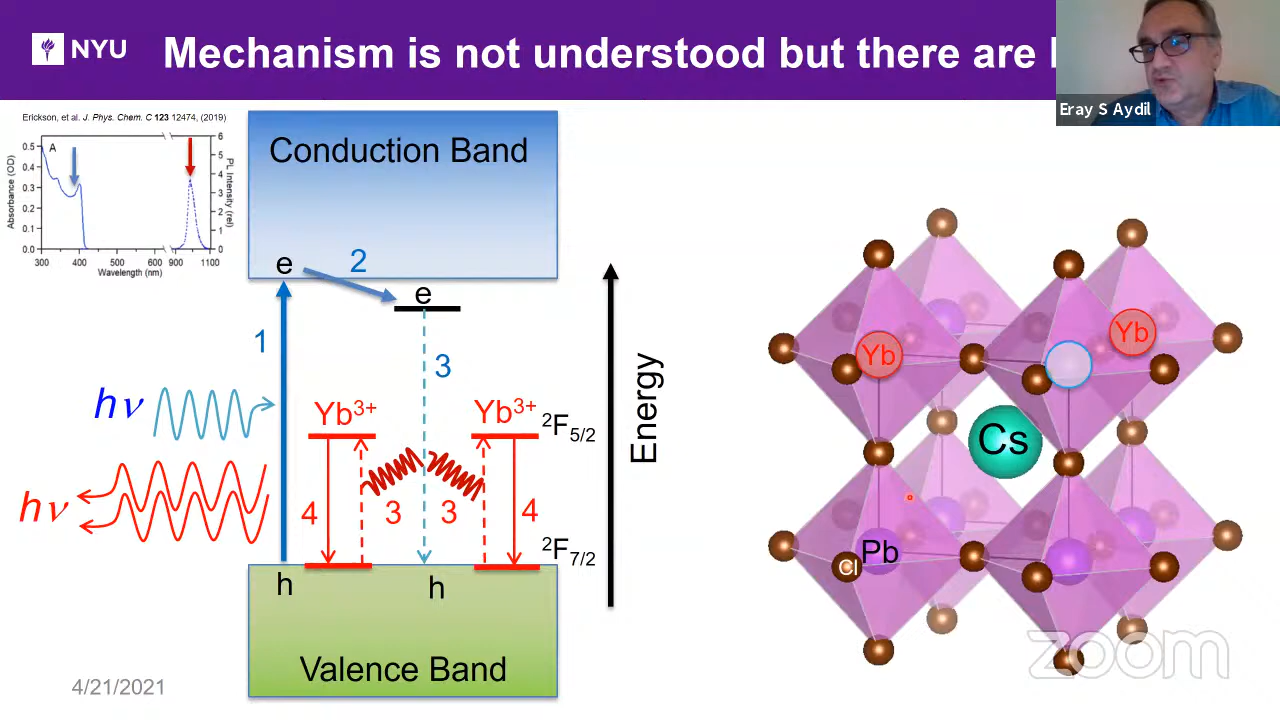 NYU
Mechanism is not understood but there are
Eray S Aydil
Erickson, et al. J. Phys. Chem. C 123 12474, (2019)
A
Absorbance (OD)
0.5
0.4
0.3
0.2
0.1
0.0
6
5
4
3
2
1
0
PL Intensity (rel)
300 400 500 600 900 1100
Wavelength (nm)
Conduction Band
e
2
e
1
3
hν
hν
Yb3+
Yb3+
2F5/2
4
3
3
4
2F7/2
h
h
Valence Band
Energy
Yb
Yb
Cs
Pb
Cl
zoom
4/21/2021